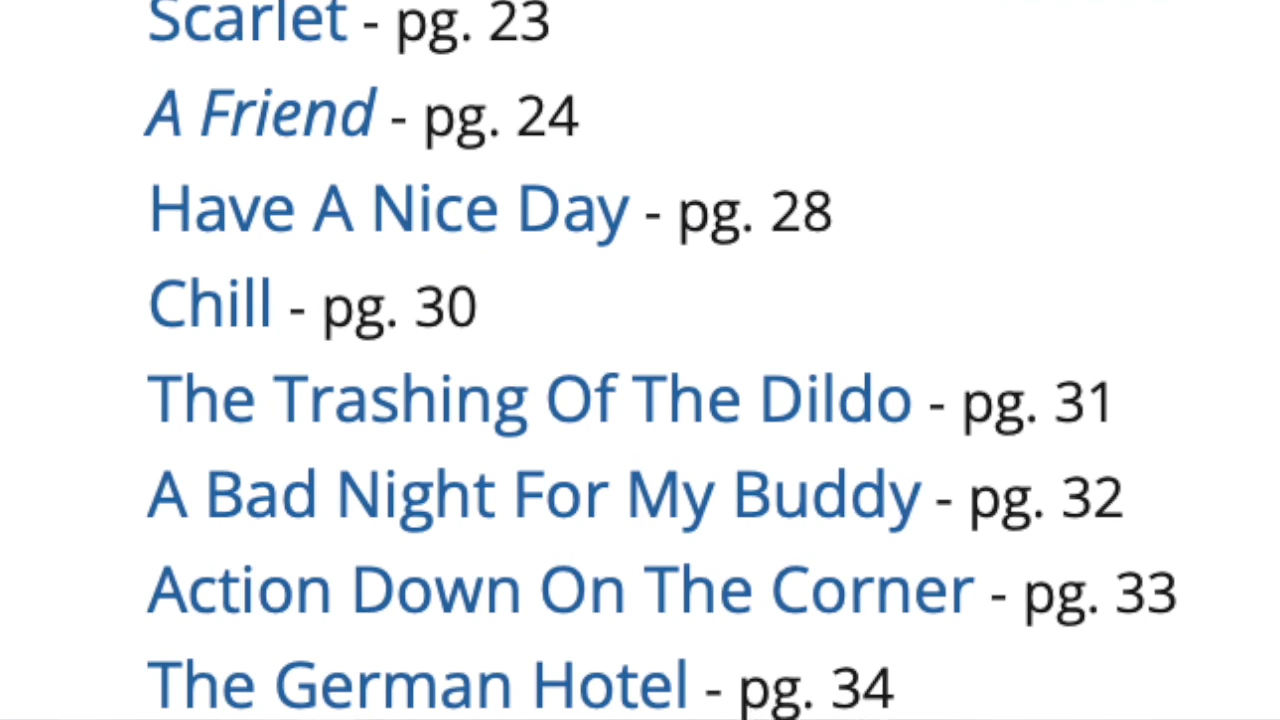 Scarlet - pg. 23
A Friend - pg. 24
Have A Nice Day - pg. 28
Chill - pg. 30
The Trashing Of The Dildo - pg. 31
A Bad Night For My Buddy - pg. 32
Action Down On The Corner - pg. 33
The German Hotel - pg. 34